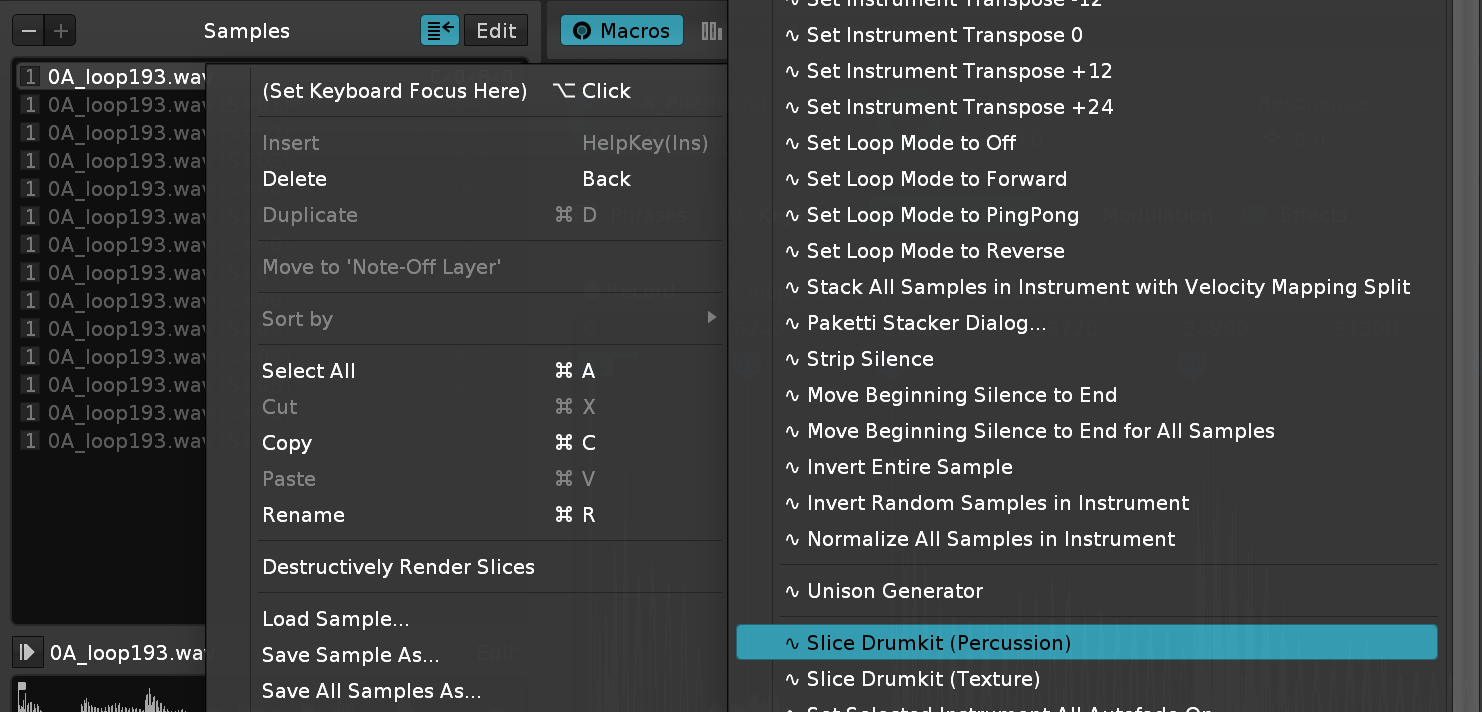 Samples
Edit
Macros
1 0A_loop193.wav
1 0A_loop193.wav
1 0A_loop193.wav
1 0A_loop193.wav
1 0A_loop193.wav
1 0A_loop193.wav
1 0A_loop193.wav
1 0A_loop193.wav
1 0A_loop193.wav
1 0A_loop193.wav
1 0A_loop193.wav
1 0A_loop193.wav
1 0A_loop193.wav
1 0A_loop193.wav
0A_loop193.wav
(Set Keyboard Focus Here) ⌥ Click
Insert HelpKey(Ins)
Delete Back
Duplicate ⌘ D
Move to 'Note-Off Layer'
Sort by
Select All ⌘ A
Cut ⌘ X
Copy ⌘ C
Paste ⌘ V
Rename ⌘ R
Destructively Render Slices
Load Sample...
Save Sample As...
Save All Samples As...
∿ Set Instrument Transpose -12
∿ Set Instrument Transpose 0
∿ Set Instrument Transpose +12
∿ Set Instrument Transpose +24
∿ Set Loop Mode to Off
∿ Set Loop Mode to Forward
∿ Set Loop Mode to PingPong
∿ Set Loop Mode to Reverse
∿ Stack All Samples in Instrument with Velocity Mapping Split
∿ Paketti Stacker Dialog...
∿ Strip Silence
∿ Move Beginning Silence to End
∿ Move Beginning Silence to End for All Samples
∿ Invert Entire Sample
∿ Invert Random Samples in Instrument
∿ Normalize All Samples in Instrument
∿ Unison Generator
∿ Slice Drumkit (Percussion)
∿ Slice Drumkit (Texture)
∿ Set Selected Instrument All Autofade On